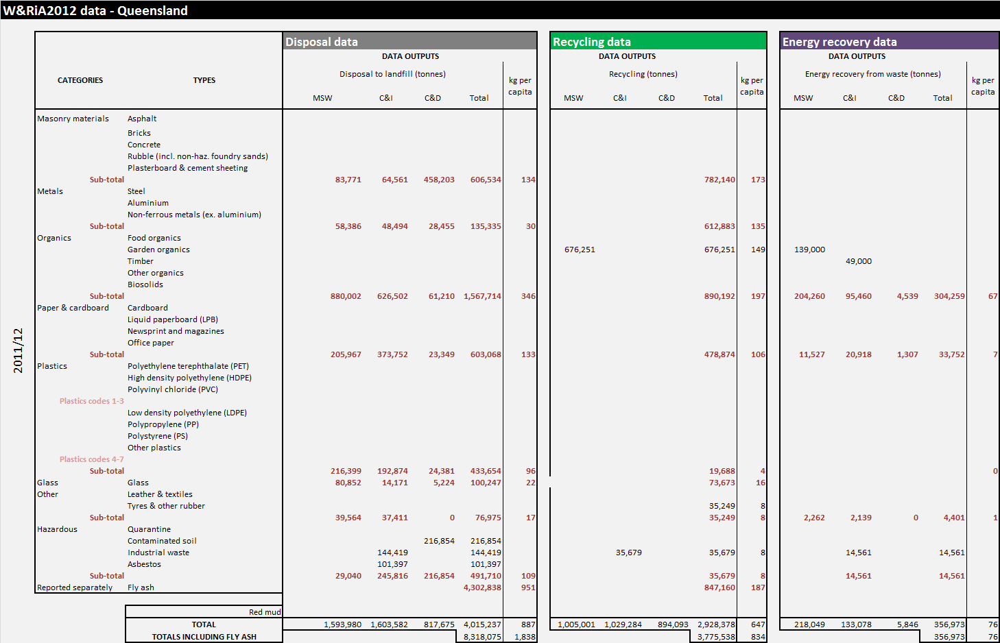 W&RiA2012 data - Queensland
Disposal data Recycling data Energy recovery data
DATA OUTPUTS DATA OUTPUTS DATA OUTPUTS
Disposal to landfill (tonnes) kg per capita Recycling (tonnes) kg per capita Energy recovery from waste (tonnes) kg per capita
CATEGORIES TYPES
MSW C&I C&D Total MSW C&I C&D Total MSW C&I C&D Total
2011/12
Masonry materials Asphalt
Bricks
Concrete
Rubble (incl. non-haz. foundry sands)
Plasterboard & cement sheeting
Sub-total 83,771 64,561 458,203 606,534 134 782,140 173
Metals Steel
Aluminium
Non-ferrous metals (ex. aluminium)
Sub-total 58,386 48,494 28,455 135,335 30 612,883 135
Organics Food organics
Garden organics 676,251 676,251 149 139,000
Timber 49,000
Other organics
Biosolids
Sub-total 880,002 626,502 61,210 1,567,714 346 890,192 197 204,260 95,460 4,539 304,259 67
Paper & cardboard Cardboard
Liquid paperboard (LPB)
Newsprint and magazines
Office paper
Sub-total 205,967 373,752 23,349 603,068 133 478,874 106 11,527 20,918 1,307 33,752 7
Plastics Polyethylene terephthalate (PET)
High density polyethylene (HDPE)
Polyvinyl chloride (PVC)
Plastics codes 1-3
Low density polyethylene (LDPE)
Polypropylene (PP)
Polystyrene (PS)
Other plastics
Plastics codes 4-7
Sub-total 216,399 192,874 24,381 433,654 96 19,688 4 0
Glass Glass 80,852 14,171 5,224 100,247 22 73,673 16
Other Leather & textiles
Tyres & other rubber 35,249 8
Sub-total 39,564 37,411 0 76,975 17 35,249 8 2,262 2,139 0 4,401 1
Hazardous Quarantine
Contaminated soil 216,854 216,854
Industrial waste 144,419 144,419 35,679 35,679 8 14,561 14,561
Asbestos 101,397 101,397
Sub-total 29,040 245,816 216,854 491,710 109 35,679 8 14,561 14,561
Reported separately Fly ash 4,302,838 951 847,160 187
Red mud
TOTAL 1,593,980 1,603,582 817,675 4,015,237 887 1,005,001 1,029,284 894,093 2,928,378 647 218,049 133,078 5,846 356,973 76
TOTALS INCLUDING FLY ASH 8,318,075 1,838 3,775,538 834 356,973 76